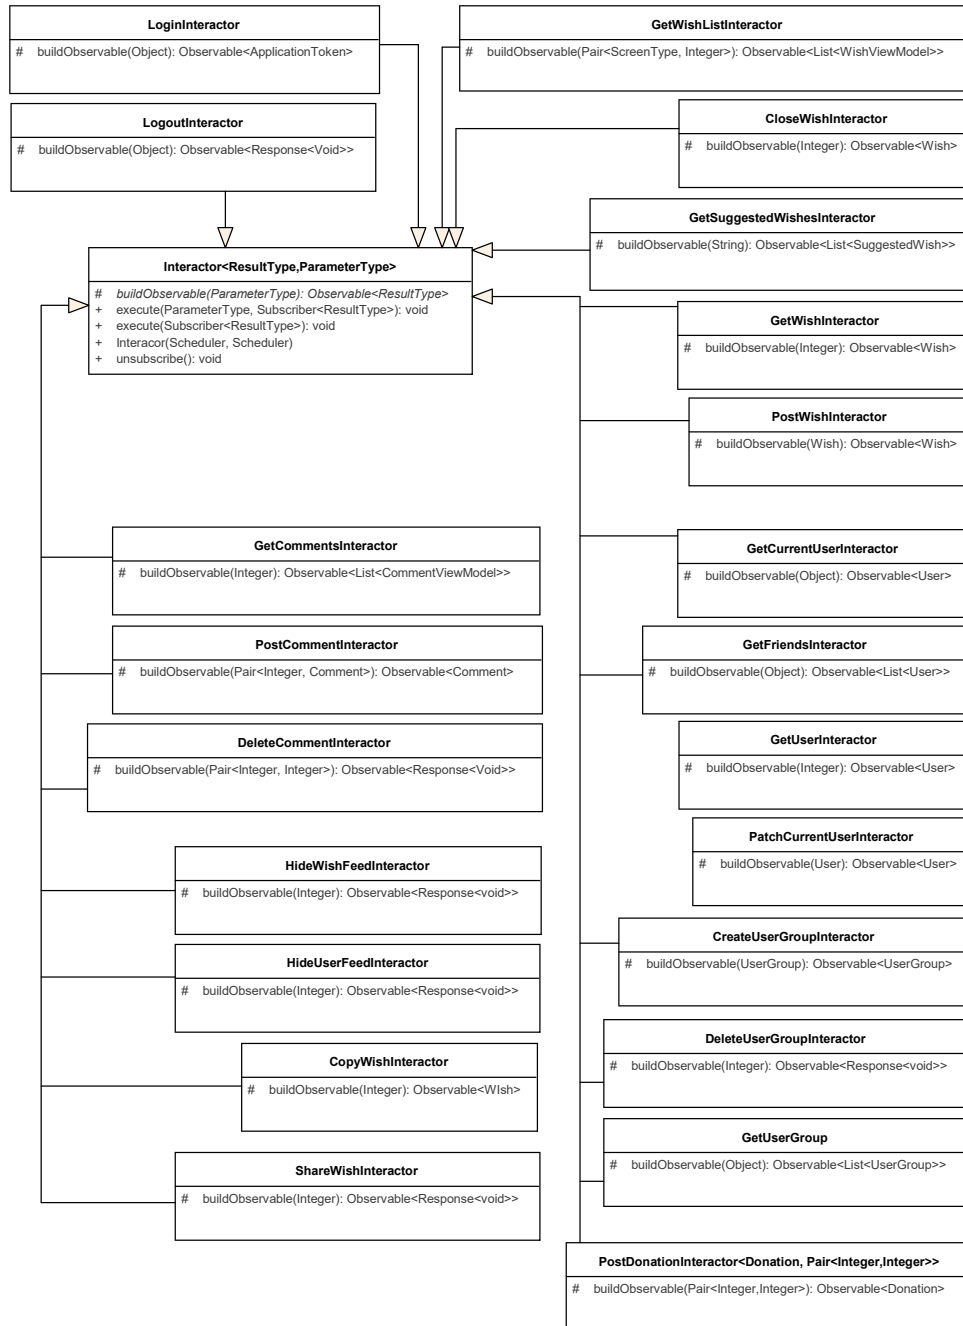 LoginInteractor
# buildObservable(Object): Observable<ApplicationToken>
LogoutInteractor
# buildObservable(Object): Observable<Response<Void>>
GetWishListInteractor
# buildObservable(Pair<ScreenType, Integer>): Observable<List<WishViewModel>>
CloseWishInteractor
# buildObservable(Integer): Observable<Wish>
GetSuggestedWishesInteractor
# buildObservable(String): Observable<List<SuggestedWish>>
Interactor<ResultType,ParameterType>
# buildObservable(ParameterType): Observable<ResultType>
+ execute(ParameterType, Subscriber<ResultType>): void
+ execute(Subscriber<ResultType>): void
+ Interacor(Scheduler, Scheduler)
+ unsubscribe(): void
GetWishInteractor
# buildObservable(Integer): Observable<Wish>
PostWishInteractor
# buildObservable(Wish): Observable<Wish>
GetCommentsInteractor
# buildObservable(Integer): Observable<List<CommentViewModel>>
PostCommentInteractor
# buildObservable(Pair<Integer, Comment>): Observable<Comment>
DeleteCommentInteractor
# buildObservable(Pair<Integer, Integer>): Observable<Response<Void>>
HideWishFeedInteractor
# buildObservable(Integer): Observable<Response<void>>
HideUserFeedInteractor
# buildObservable(Integer): Observable<Response<void>>
CopyWishInteractor
# buildObservable(Integer): Observable<WIsh>
ShareWishInteractor
# buildObservable(Integer): Observable<Response<void>>
GetCurrentUserInteractor
# buildObservable(Object): Observable<User>
GetFriendsInteractor
# buildObservable(Object): Observable<List<User>>
GetUserInteractor
# buildObservable(Integer): Observable<User>
PatchCurrentUserInteractor
# buildObservable(User): Observable<User>
CreateUserGroupInteractor
# buildObservable(UserGroup): Observable<UserGroup>
DeleteUserGroupInteractor
# buildObservable(Integer): Observable<Response<void>>
GetUserGroup
# buildObservable(Object): Observable<List<UserGroup>>
PostDonationInteractor<Donation, Pair<Integer,Integer>>
# buildObservable(Pair<Integer,Integer>): Observable<Donation>